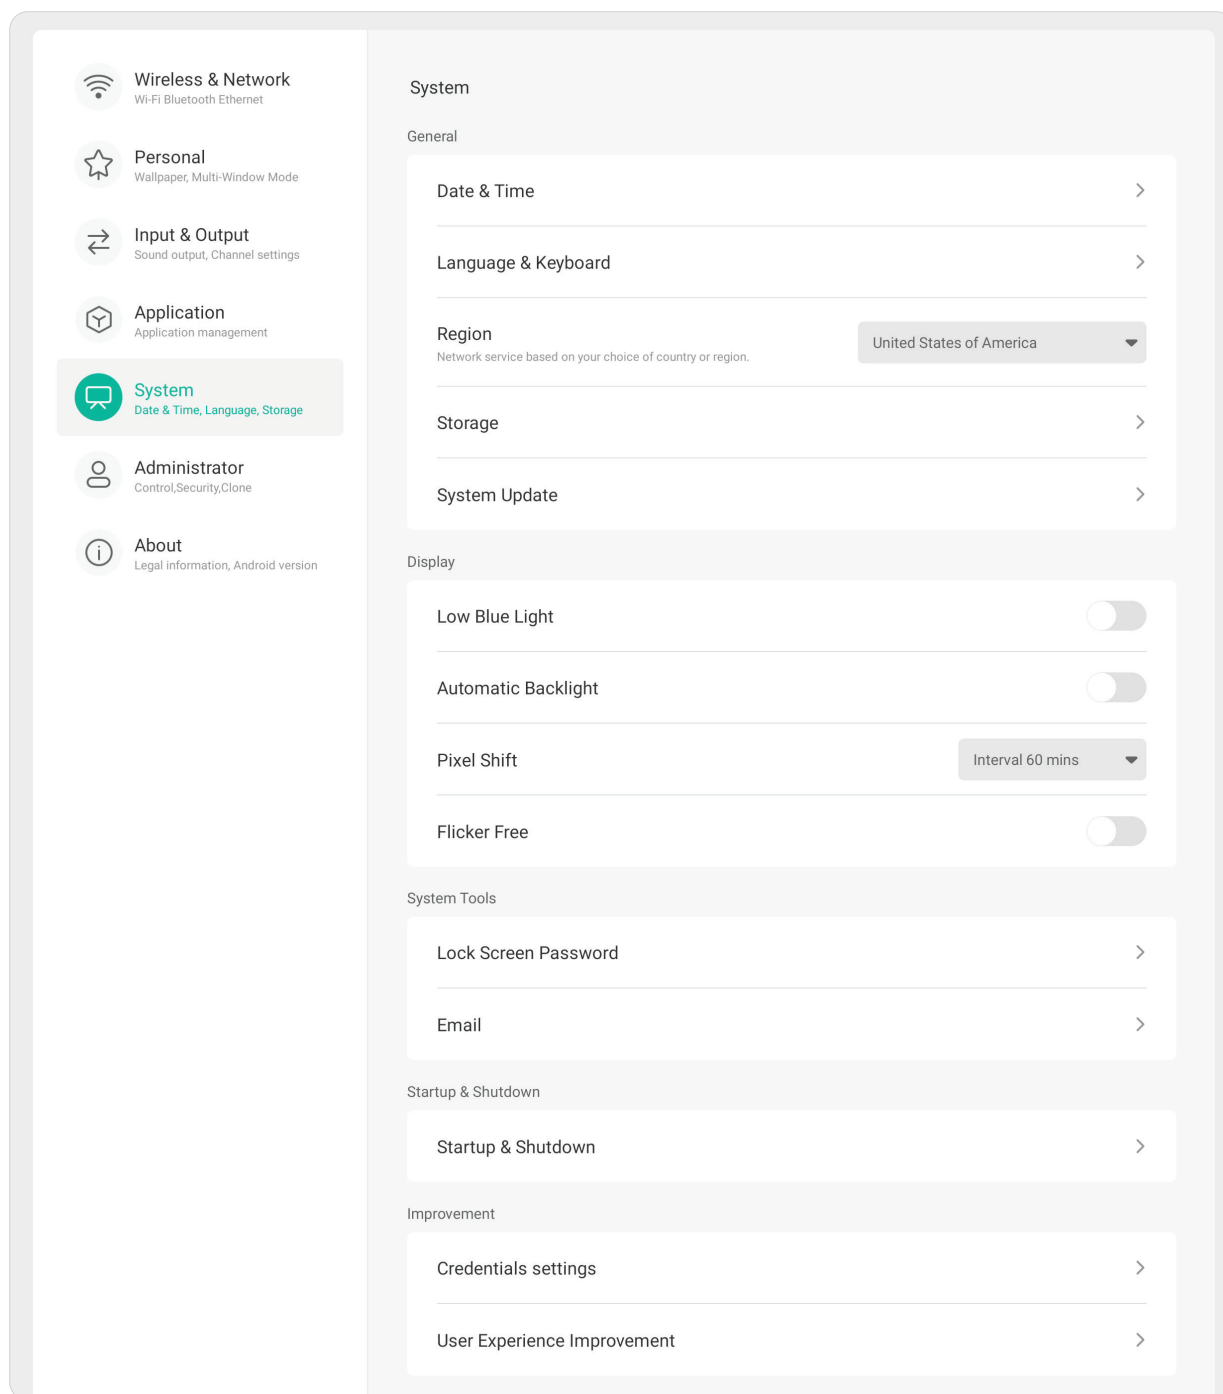 Wireless & Network
Wi-Fi Bluetooth Ethernet
Personal
Wallpaper, Multi-Window Mode
Input & Output
Sound output, Channel settings
Application
Application management
System
Date & Time, Language, Storage
Administrator
Control,Security,Clone
About
Legal information, Android version
System
General
Date & Time
Language & Keyboard
Region
Network service based on your choice of country or region.
United States of America
Storage
System Update
Display
Low Blue Light
Automatic Backlight
Pixel Shift
Interval 60 mins
Flicker Free
System Tools
Lock Screen Password
Email
Startup & Shutdown
Startup & Shutdown
Improvement
Credentials settings
User Experience Improvement